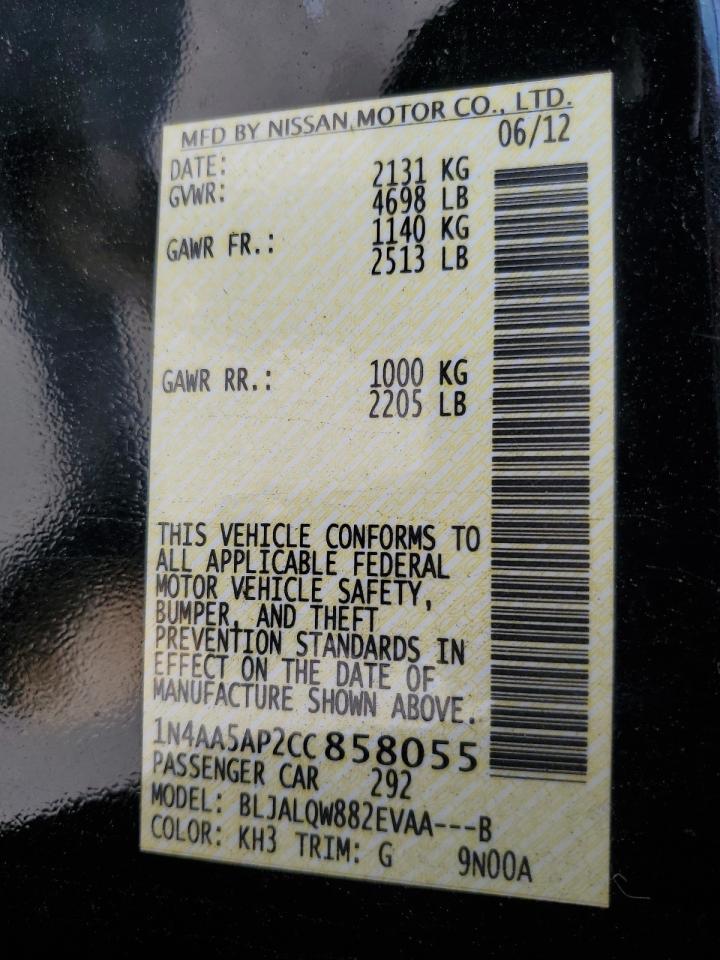 MFD BY NISSAN MOTOR CO., LTD.
DATE: 06/12
GVWR: 2131 KG
4698 LB
GAWR FR.: 1140 KG
2513 LB
GAWR RR.: 1000 KG
2205 LB
THIS VEHICLE CONFORMS TO
ALL APPLICABLE FEDERAL
MOTOR VEHICLE SAFETY,
BUMPER, AND THEFT
PREVENTION STANDARDS IN
EFFECT ON THE DATE OF
MANUFACTURE SHOWN ABOVE.
1N4AA5AP2CC858055
PASSENGER CAR 292
MODEL: BLJALQW882EVAA---B
COLOR: KH3 TRIM: G 9N00A